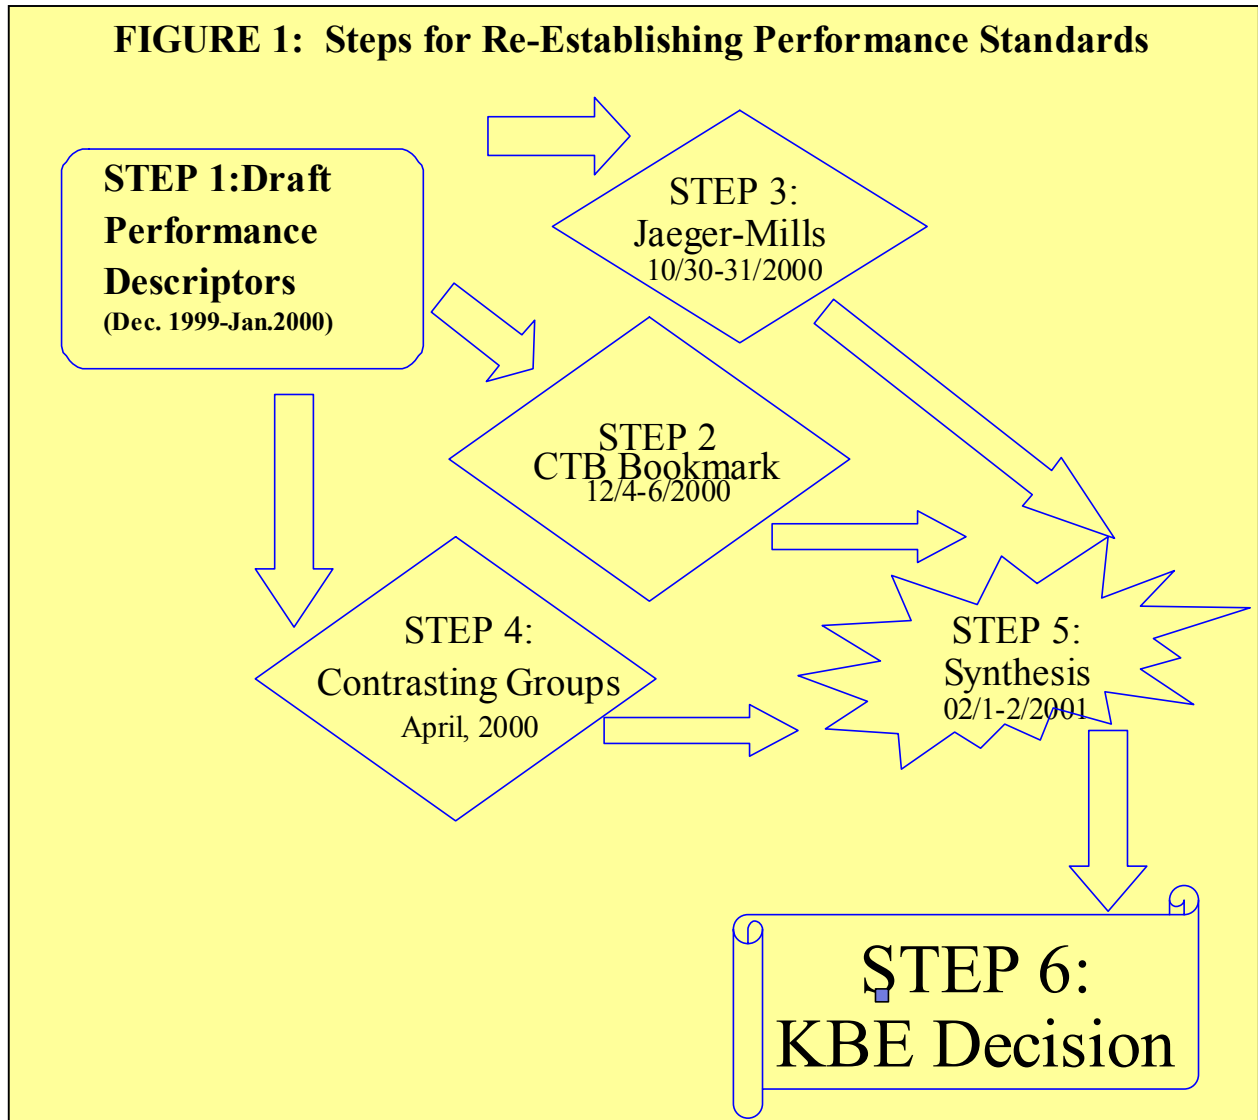 FIGURE 1: Steps for Re-Establishing Performance Standards
STEP 1:Draft
Performance
Descriptors
(Dec. 1999-Jan.2000)
STEP 3:
Jaeger-Mills
10/30-31/2000
STEP 2
CTB Bookmark
12/4-6/2000
STEP 4:
Contrasting Groups
April, 2000
STEP 5:
Synthesis
02/1-2/2001
STEP 6:
KBE Decision